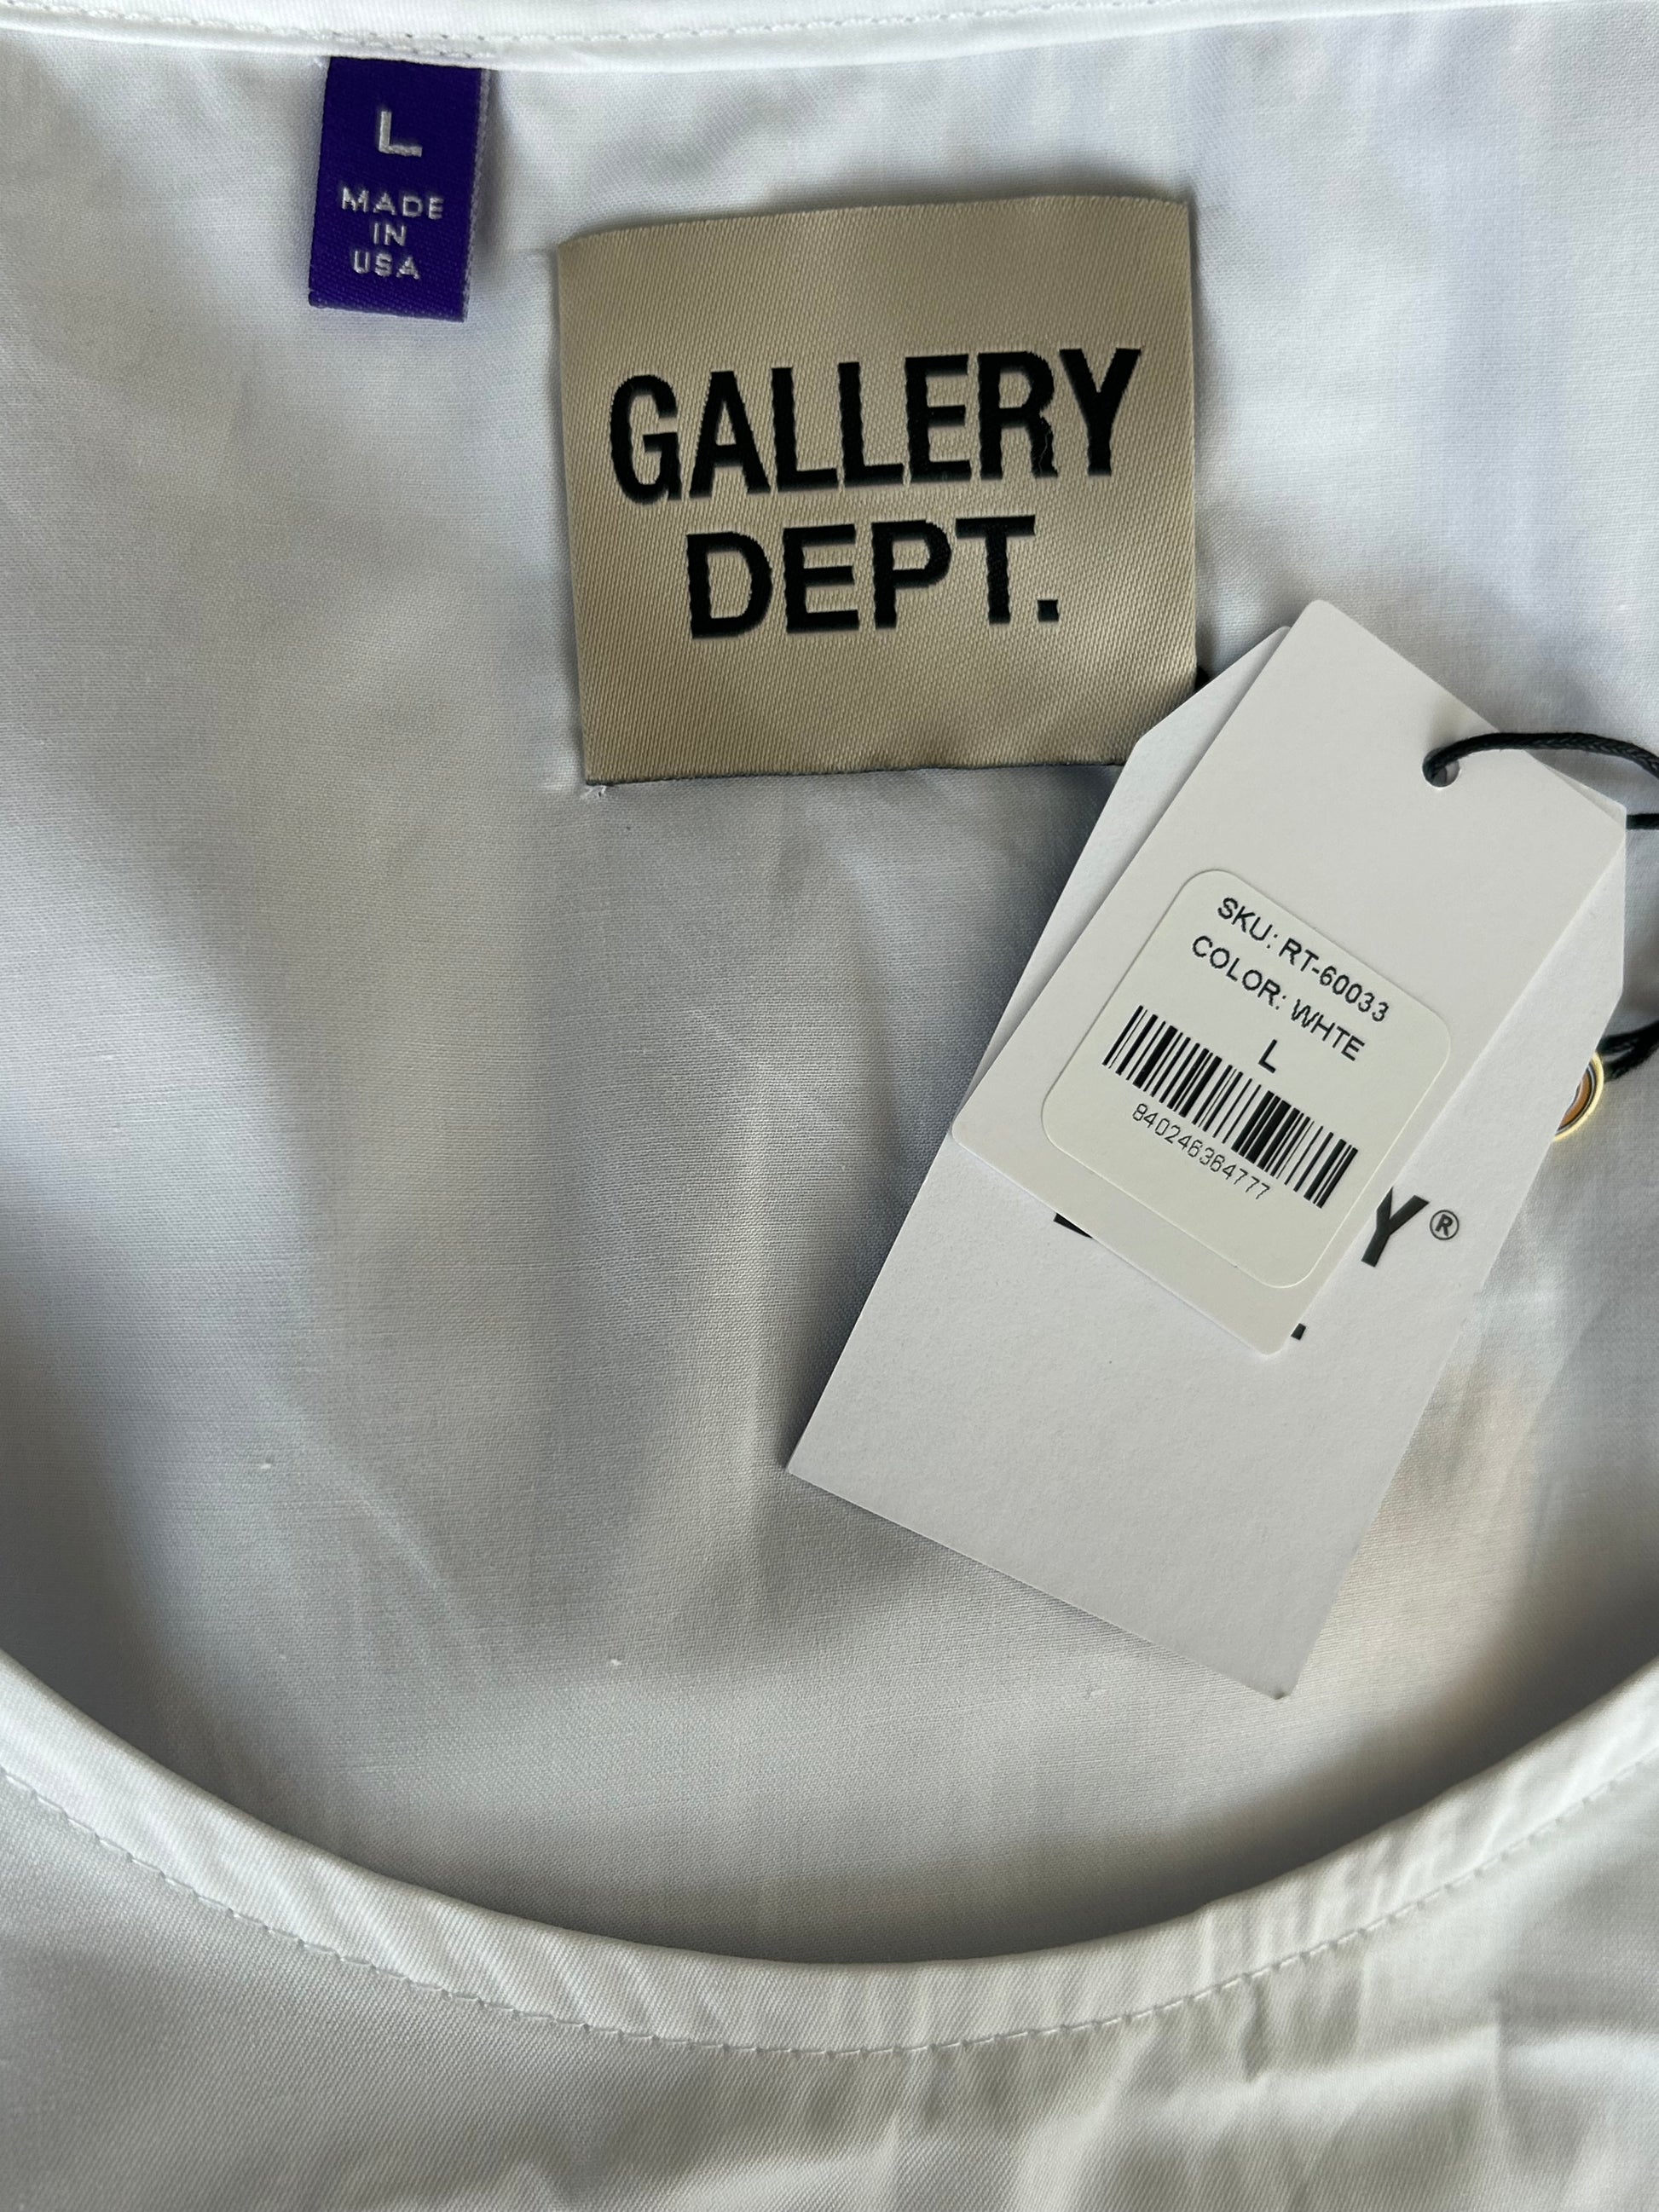 L
MADE
IN
USA
GALLERY
DEPT.
SKU: RT-60033
COLOR: WHTE
L
840246364777
Y®